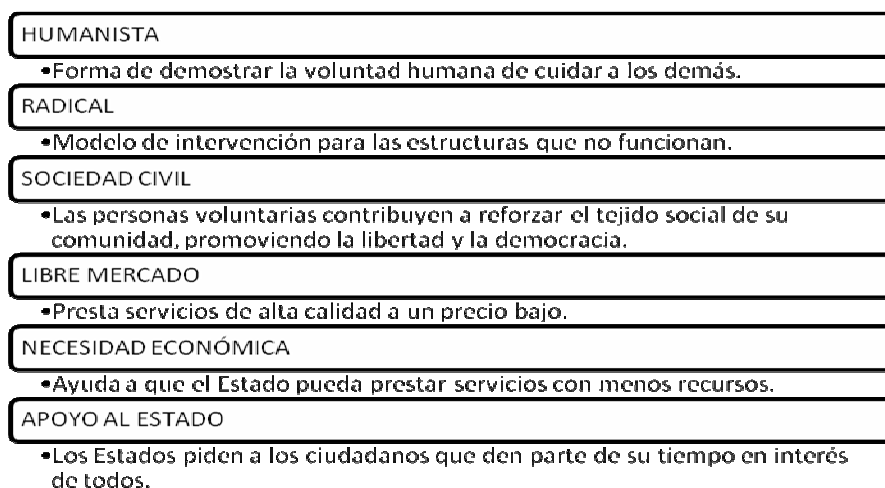 HUMANISTA
•Forma de demostrar la voluntad humana de cuidar a los demás.
RADICAL
•Modelo de intervención para las estructuras que no funcionan.
SOCIEDAD CIVIL
•Las personas voluntarias contribuyen a reforzar el tejido social de su
comunidad, promoviendo la libertad y la democracia.
LIBRE MERCADO
•Presta servicios de alta calidad a un precio bajo.
NECESIDAD ECONÓMICA
•Ayuda a que el Estado pueda prestar servicios con menos recursos.
APOYO AL ESTADO
•Los Estados piden a los ciudadanos que den parte de su tiempo en interés
de todos.